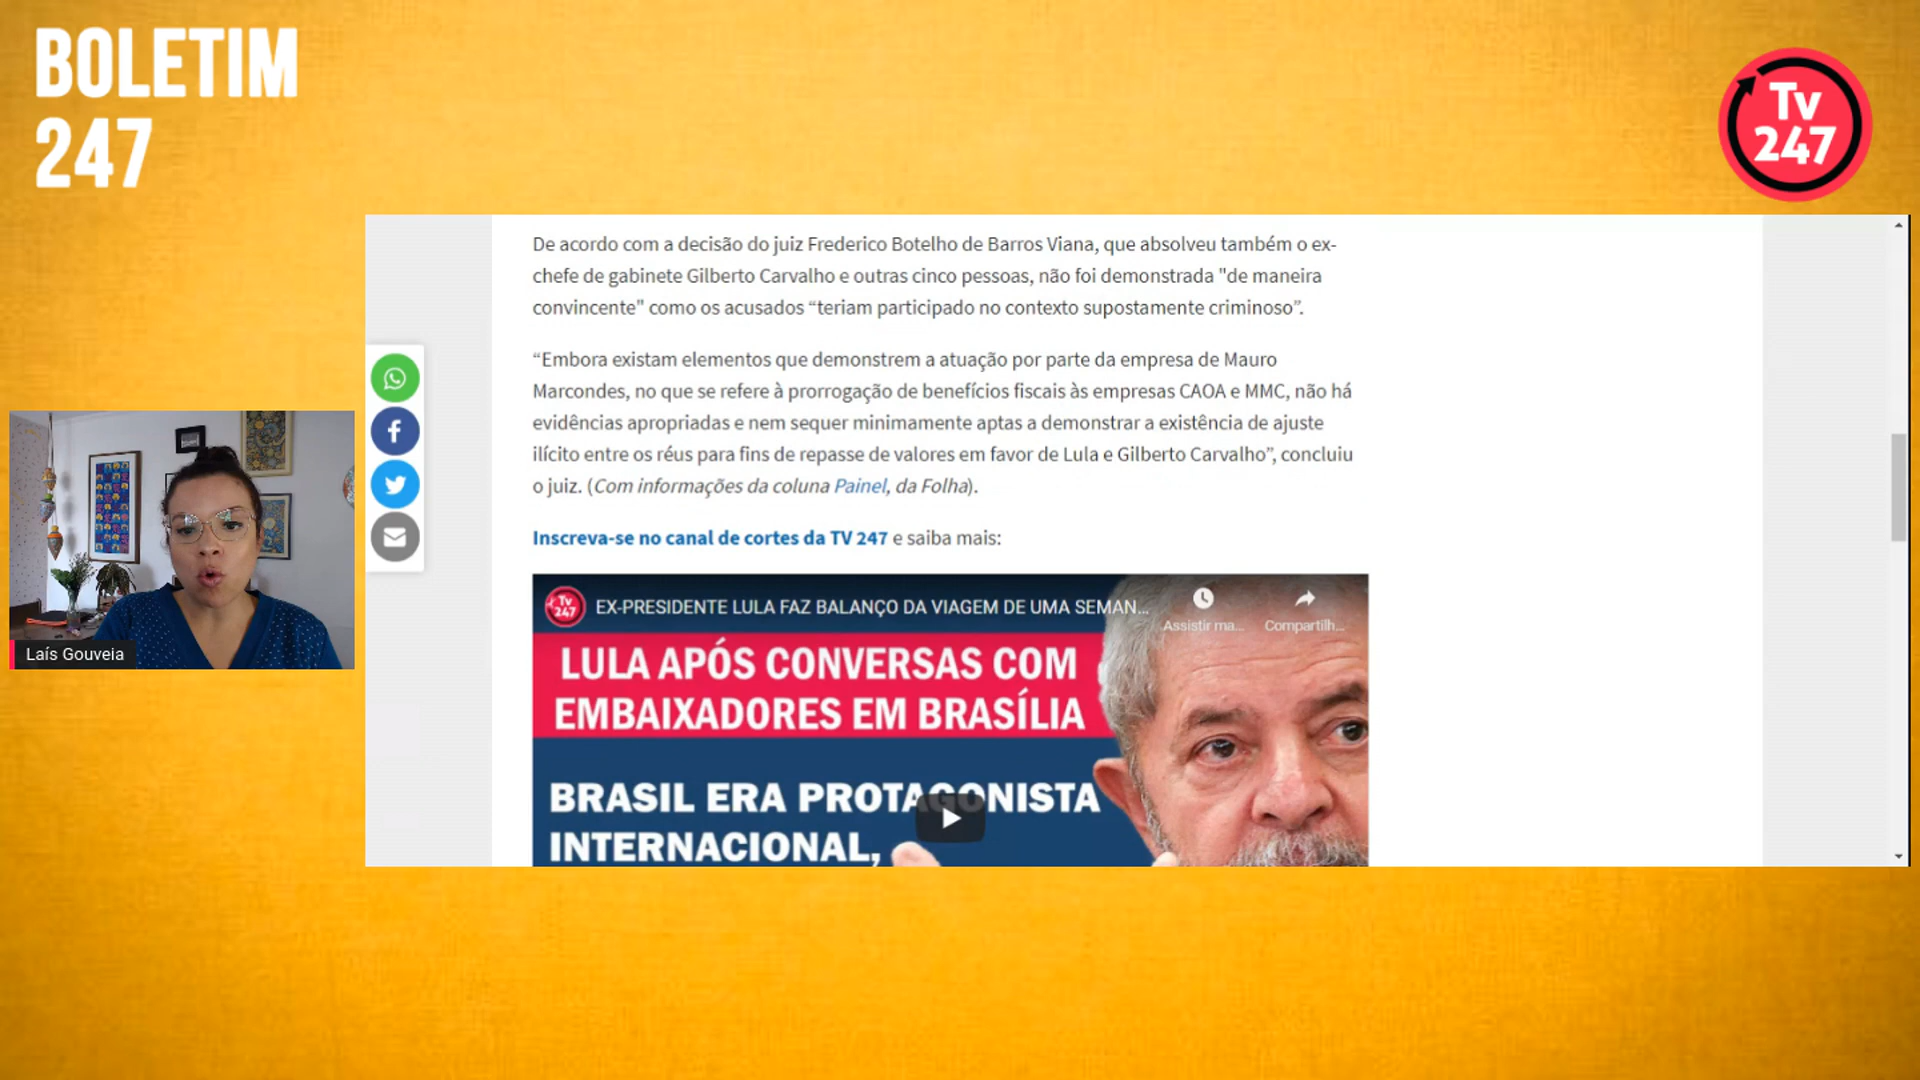 BOLETIM
247
Tv
247
De acordo com a decisão do juiz Frederico Botelho de Barros Viana, que absolveu também o ex-
chefe de gabinete Gilberto Carvalho e outras cinco pessoas, não foi demonstrada "de maneira
convincente" como os acusados “teriam participado no contexto supostamente criminoso”.
“Embora existam elementos que demonstrem a atuação por parte da empresa de Mauro
Marcondes, no que se refere à prorrogação de benefícios fiscais às empresas CAOA e MMC, não há
evidências apropriadas e nem sequer minimamente aptas a demonstrar a existência de ajuste
ilícito entre os réus para fins de repasse de valores em favor de Lula e Gilberto Carvalho”, concluiu
o juiz. (Com informações da coluna Painel, da Folha).
Inscreva-se no canal de cortes da TV 247 e saiba mais:
Tv
247
EX-PRESIDENTE LULA FAZ BALANÇO DA VIAGEM DE UMA SEMAN...
Assistir ma...
Compartilh...
LULA APÓS CONVERSAS COM
EMBAIXADORES EM BRASÍLIA
BRASIL ERA PROTAGONISTA
INTERNACIONAL,
Laís Gouveia